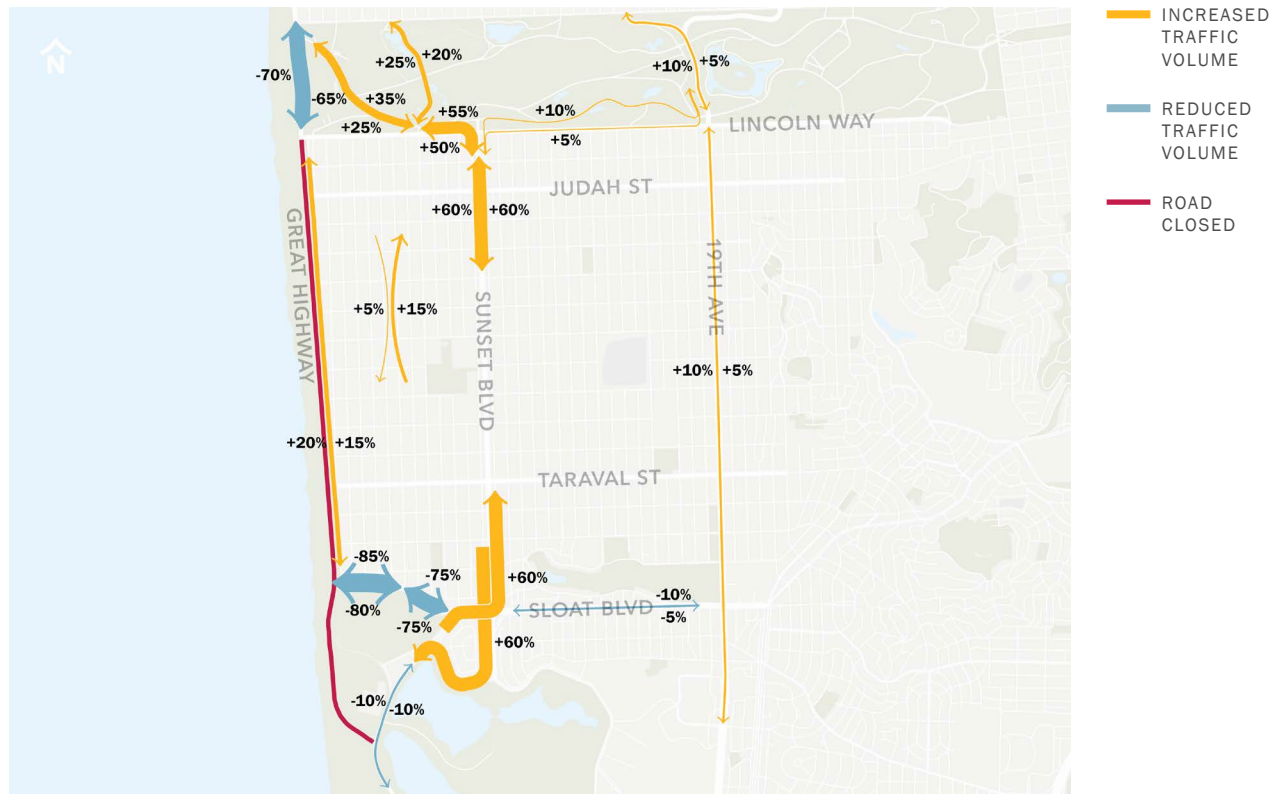 INCREASED
TRAFFIC
VOLUME
REDUCED
TRAFFIC
VOLUME
ROAD
CLOSED
N
-70%
-65%
+35%
+25%
+25%
+20%
+55%
+50%
+10%
+5%
+10%
+5%
LINCOLN WAY
JUDAH ST
+60%
+60%
GREAT HIGHWAY
SUNSET BLVD
19TH AVE
+5%
+15%
+10%
+5%
+20%
+15%
TARAVAL ST
-85%
-80%
-75%
-75%
+60%
SLOAT BLVD
-10%
-5%
+60%
-10%
-10%